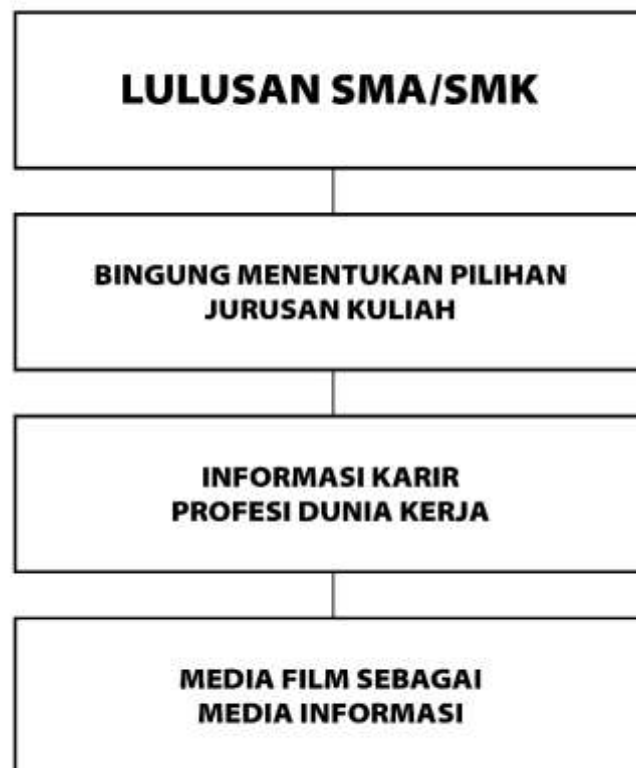 LULUSAN SMA/SMK
BINGUNG MENENTUKAN PILIHAN
JURUSAN KULIAH
INFORMASI KARIR
PROFESI DUNIA KERJA
MEDIA FILM SEBAGAI
MEDIA INFORMASI